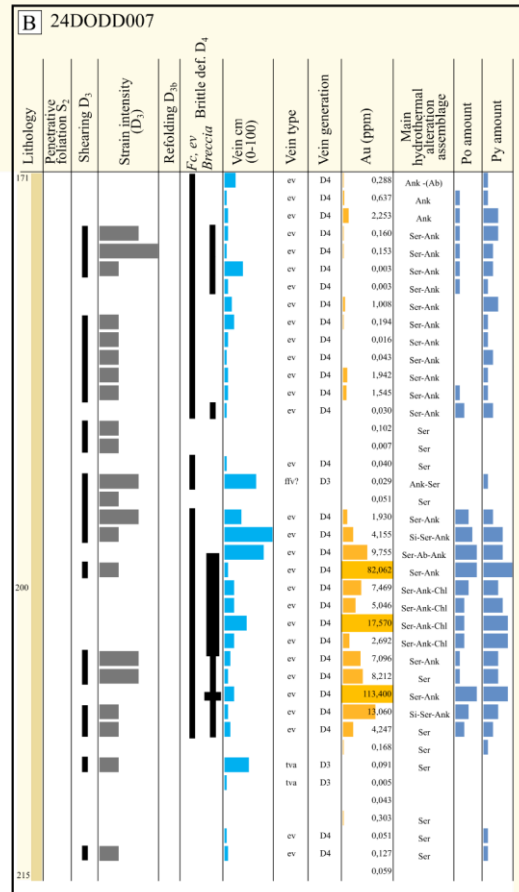 B 24DODD007
Lithology
Penetrative foliation S2
Shearing D3
Strain intensity (D3)
Refolding D3b
Brittle def. D4
Fc, ev
Breccia
Vein cm (0-100)
Vein type
Vein generation
Au (ppm)
Main hydrothermal alteration assemblage
Po amount
Py amount
171
ev D4 0,288 Ank -(Ab)
ev D4 0,637 Ank
ev D4 2,253 Ank
ev D4 0,160 Ser-Ank
ev D4 0,153 Ser-Ank
ev D4 0,003 Ser-Ank
ev D4 0,003 Ser-Ank
ev D4 1,008 Ser-Ank
ev D4 0,194 Ser-Ank
ev D4 0,016 Ser-Ank
ev D4 0,043 Ser-Ank
ev D4 1,942 Ser-Ank
ev D4 1,545 Ser-Ank
ev D4 0,030 Ser-Ank
0,102 Ser
0,007 Ser
ev D4 0,040 Ser
ffv? D3 0,029 Ank-Ser
0,051 Ser
ev D4 1,930 Ser-Ank
ev D4 4,155 Si-Ser-Ank
ev D4 9,755 Ser-Ab-Ank
ev D4 82,062 Ser-Ank
200 ev D4 7,469 Ser-Ank-Chl
ev D4 5,046 Ser-Ank-Chl
ev D4 17,570 Ser-Ank-Chl
ev D4 2,692 Ser-Ank-Chl
ev D4 7,096 Ser-Ank
ev D4 8,212 Ser
ev D4 113,400 Ser-Ank
ev D4 13,060 Si-Ser-Ank
ev D4 4,247 Ser
0,168 Ser
tva D3 0,091 Ser
tva D3 0,005
0,043
0,303 Ser
ev D4 0,051 Ser
ev D4 0,127 Ser
215 0,059